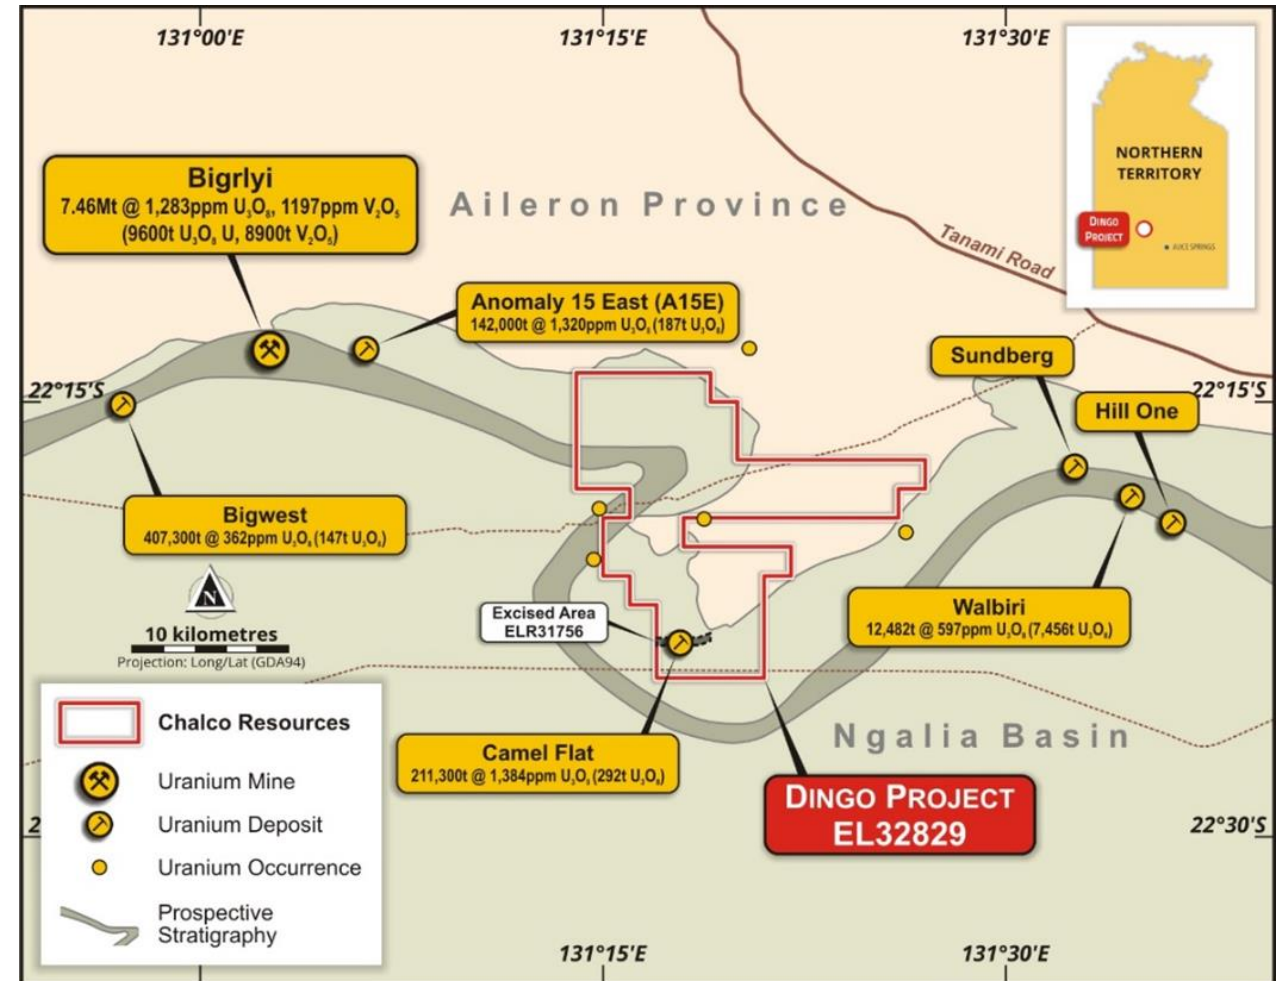 131°00'E
131°15'E
131°30'E
NORTHERN
TERRITORY
DINGO
PROJECT
ALICE SPRINGS
Bigrlyi
7.46Mt @ 1,283ppm U₃O₈, 1197ppm V₂O₅
(9600t U₃O₈ U, 8900t V₂O₅)
Aileron Province
Tanami Road
Anomaly 15 East (A15E)
142,000t @ 1,320ppm U₃O₈ (187t U₃O₈)
Sundberg
22°15'S
22°15'S
Hill One
Bigwest
407,300t @ 362ppm U₃O₈ (147t U₃O₈)
N
10 kilometres
Projection: Long/Lat (GDA94)
Excised Area
ELR31756
Walbiri
12,482t @ 597ppm U₃O₈ (7,456t U₃O₈)
Ngalia Basin
Camel Flat
211,300t @ 1,384ppm U₃O₈ (292t U₃O₈)
DINGO PROJECT
EL32829
Chalco Resources
Uranium Mine
Uranium Deposit
Uranium Occurrence
Prospective
Stratigraphy
2
22°30'S
131°15'E
131°30'E